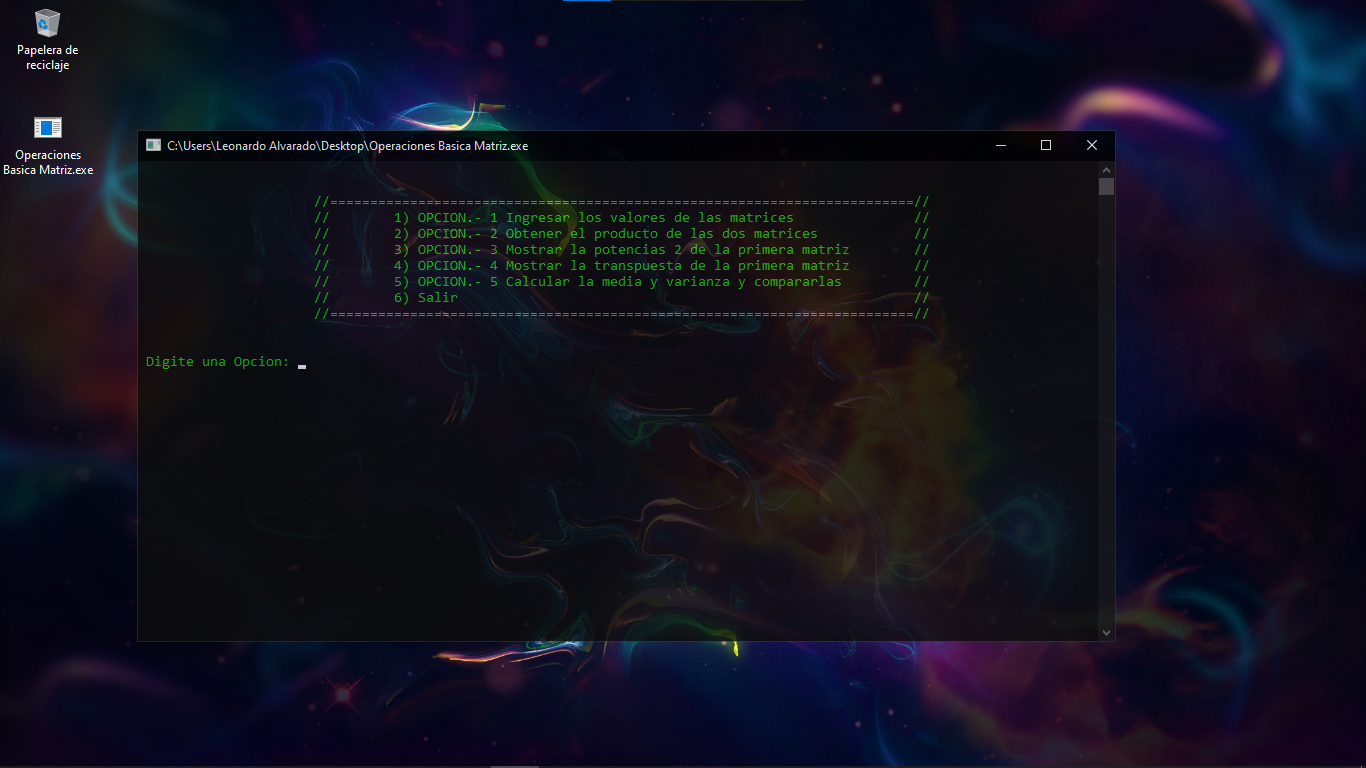 Papelera de
reciclaje
Operaciones
Basica Matriz.exe
C:\Users\Leonardo Alvarado\Desktop\Operaciones Basica Matriz.exe
//=========================================================================//
// 1) OPCION.- 1 Ingresar los valores de las matrices //
// 2) OPCION.- 2 Obtener el producto de las dos matrices //
// 3) OPCION.- 3 Mostrar la potencias 2 de la primera matriz //
// 4) OPCION.- 4 Mostrar la transpuesta de la primera matriz //
// 5) OPCION.- 5 Calcular la media y varianza y compararlas //
// 6) Salir //
//=========================================================================//
Digite una Opcion: